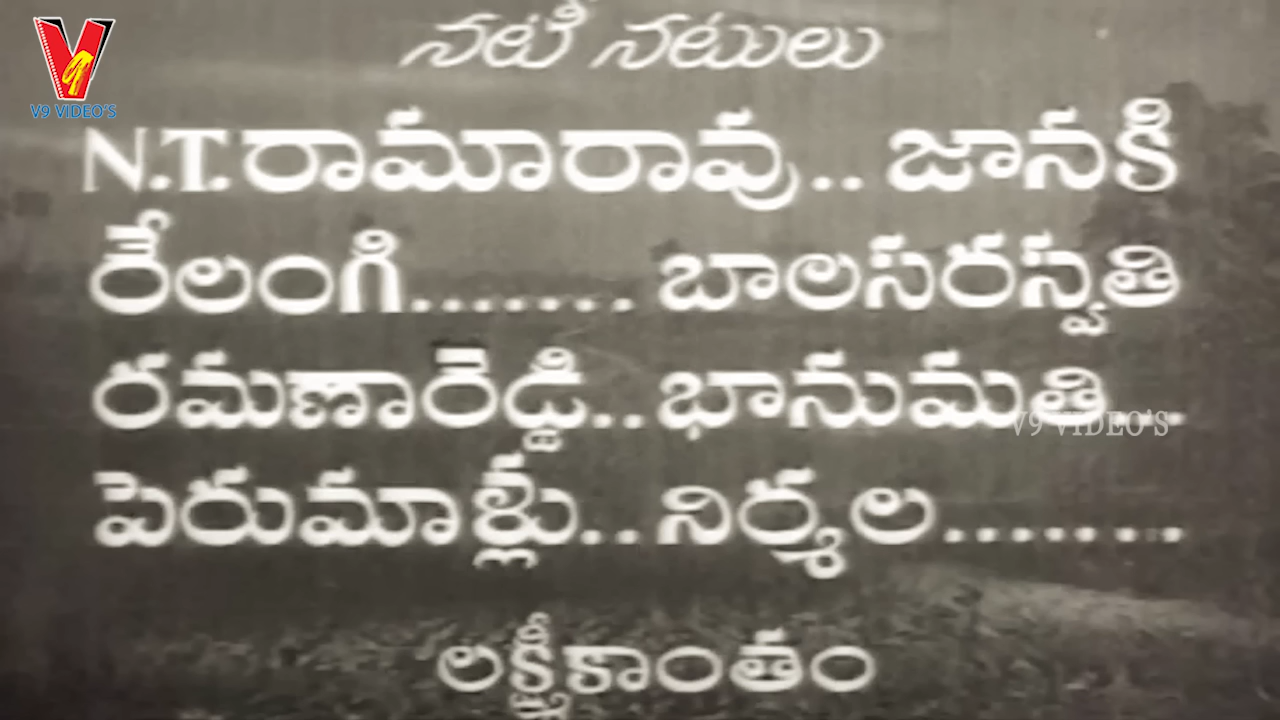 నటీ నటులు
N.T.రామారావు.. జానకి
రేలంగి....... బాలసరస్వతి
రమణారెడ్డి.. భానుమతి..
పెరుమాళ్లు.. నిర్మల.......
లక్ష్మీకాంతం
V9 VIDEO'S
V9 VIDEO'S